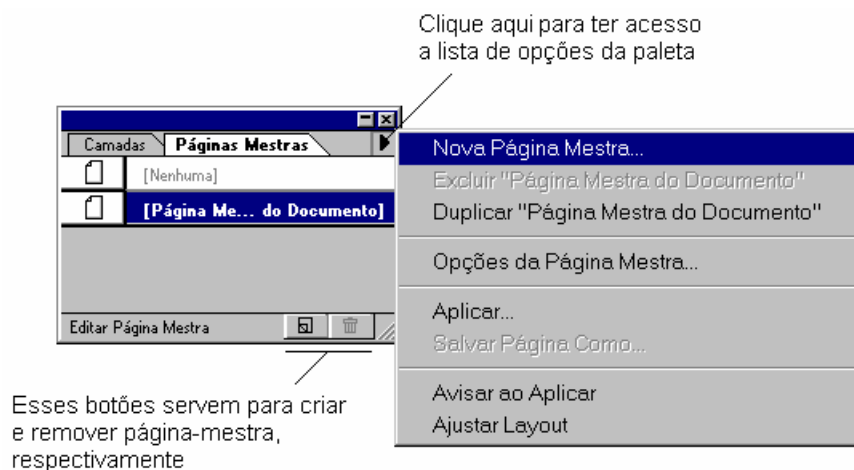 Clique aqui para ter acesso
a lista de opções da paleta
Camadas
Páginas Mestras
[Nenhuma]
[Página Me... do Documento]
Editar Página Mestra
Nova Página Mestra...
Excluir "Página Mestra do Documento"
Duplicar "Página Mestra do Documento"
Opções da Página Mestra...
Aplicar...
Salvar Página Como...
Avisar ao Aplicar
Ajustar Layout
Esses botões servem para criar
e remover página-mestra,
respectivamente